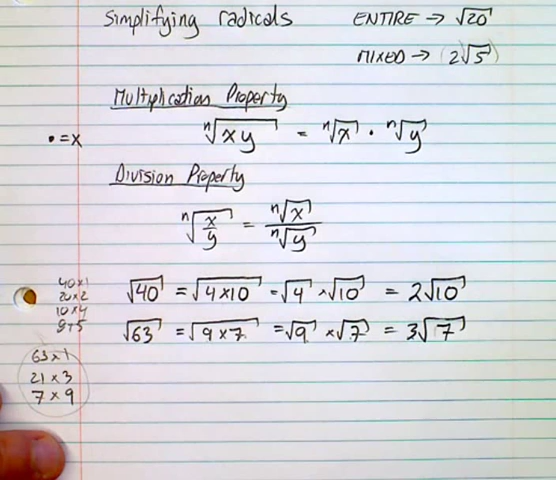 Simplifying radicals ENTIRE → √20
MIXED → (2√5)
Multiplication Property
• = x
ⁿ√xy = ⁿ√x • ⁿ√y
Division Property
ⁿ√x/y = ⁿ√x/ⁿ√y
40 x 1
20 x 2
10 x 4
8 x 5
√40 = √4 x 10 = √4 x √10 = 2√10
√63 = √9 x 7 = √9 x √7 = 3√7
63 x 1
21 x 3
7 x 9